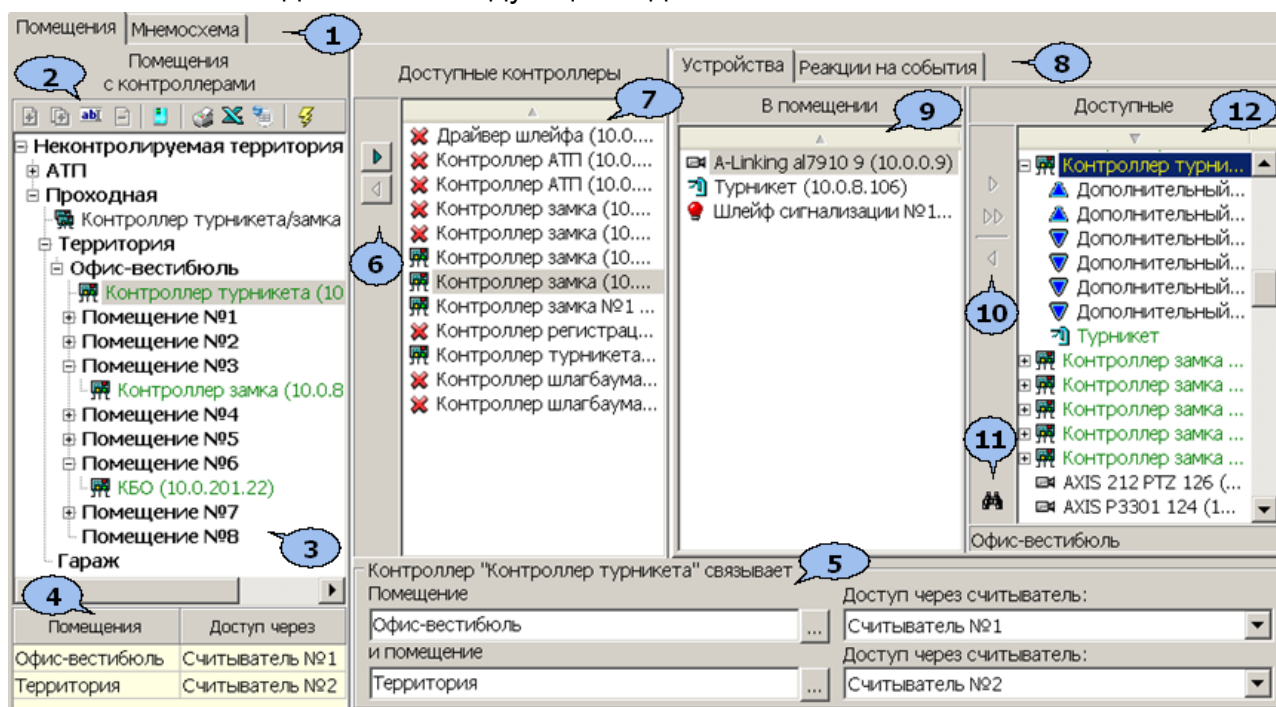 Помещения Мнемосхема 1
Помещения
с контроллерами
2
Неконтролируемая территория
АТП
Проходная
Контроллер турникета/замка
Территория
Офис-вестибюль
Контроллер турникета (10
Помещение №1
Помещение №2
Помещение №3
Контроллер замка (10.0.8
Помещение №4
Помещение №5
Помещение №6
КБО (10.0.201.22)
Помещение №7
Помещение №8
Гараж
3
4
Помещения Доступ через
Офис-вестибюль Считыватель №1
Территория Считыватель №2
Доступные контроллеры
6
7
Драйвер шлейфа (10.0....
Контроллер АТП (10.0....
Контроллер АТП (10.0....
Контроллер замка (10....
Контроллер замка (10....
Контроллер замка (10....
Контроллер замка (10....
Контроллер замка №1 ...
Контроллер регистрац...
Контроллер турникета...
Контроллер шлагбаума...
Контроллер шлагбаума...
Устройства Реакции на события 8
В помещении 9
A-Linking al7910 9 (10.0.0.9)
Турникет (10.0.8.106)
Шлейф сигнализации №1...
10
11
Доступные 12
Контроллер турни...
Дополнительный...
Дополнительный...
Дополнительный...
Дополнительный...
Дополнительный...
Дополнительный...
Турникет
Контроллер замка ...
Контроллер замка ...
Контроллер замка ...
Контроллер замка ...
Контроллер замка ...
AXIS 212 PTZ 126 (...
AXIS P3301 124 (1...
Офис-вестибюль
Контроллер "Контроллер турникета" связывает 5
Помещение Доступ через считыватель:
Офис-вестибюль ... Считыватель №1
и помещение Доступ через считыватель:
Территория ... Считыватель №2